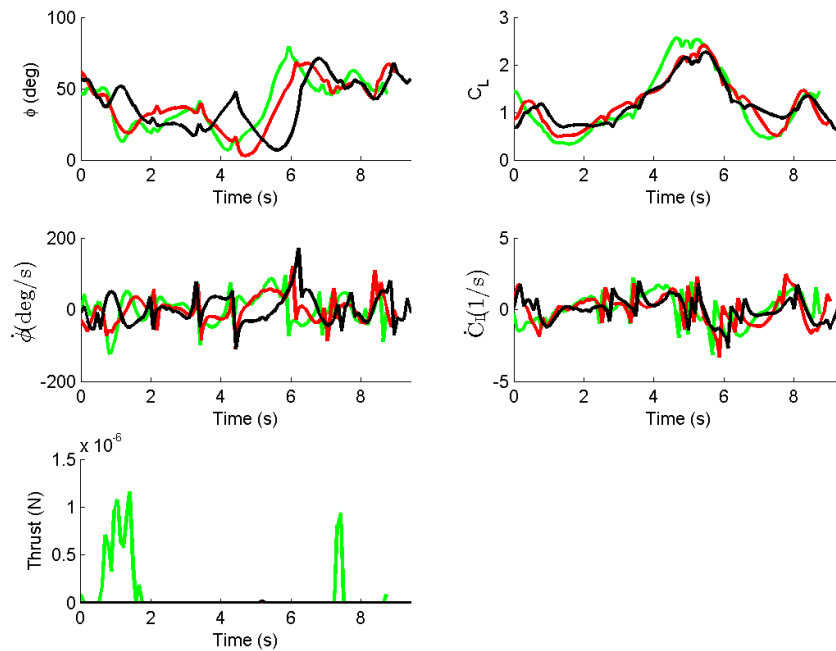 100
50
0
ϕ (deg)
0 2 4 6 8
Time (s)
3
2
1
0
C_L
0 2 4 6 8
Time (s)
200
0
-200
ϕ̇(deg/s)
0 2 4 6 8
Time (s)
5
0
-5
Ċ_L(1/s)
0 2 4 6 8
Time (s)
x 10^-6
1.5
1
0.5
0
Thrust (N)
0 2 4 6 8
Time (s)